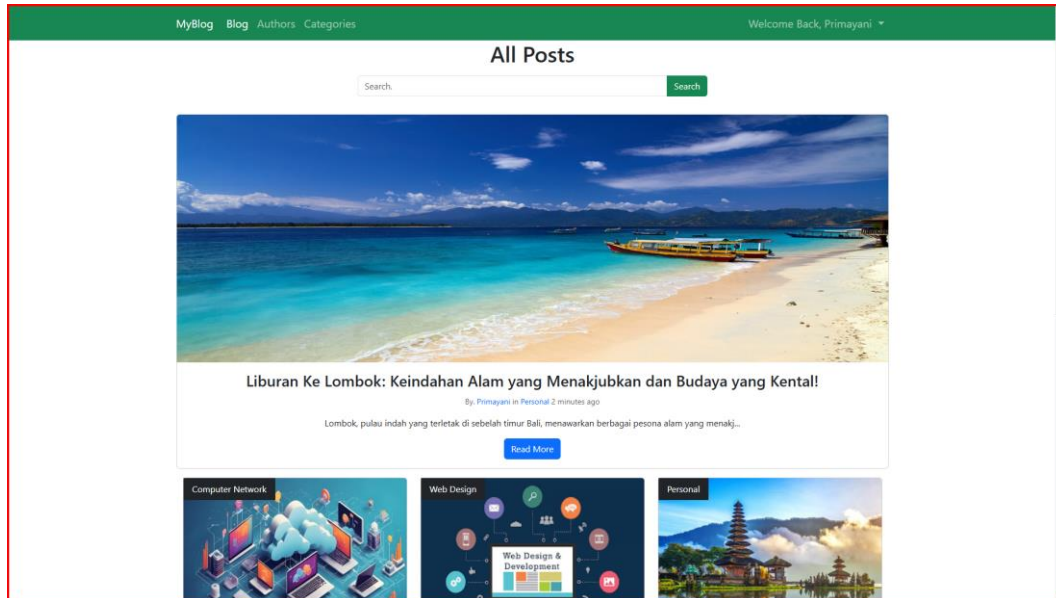 MyBlog Blog Authors Categories Welcome Back, Primayani
All Posts
Search. Search
Liburan Ke Lombok: Keindahan Alam yang Menakjubkan dan Budaya yang Kental!
By. Primayani in Personal 2 minutes ago
Lombok, pulau indah yang terletak di sebelah timur Bali, menawarkan berbagai pesona alam yang menakj...
Read More
Computer Network Web Design Personal
Web Design &
Development